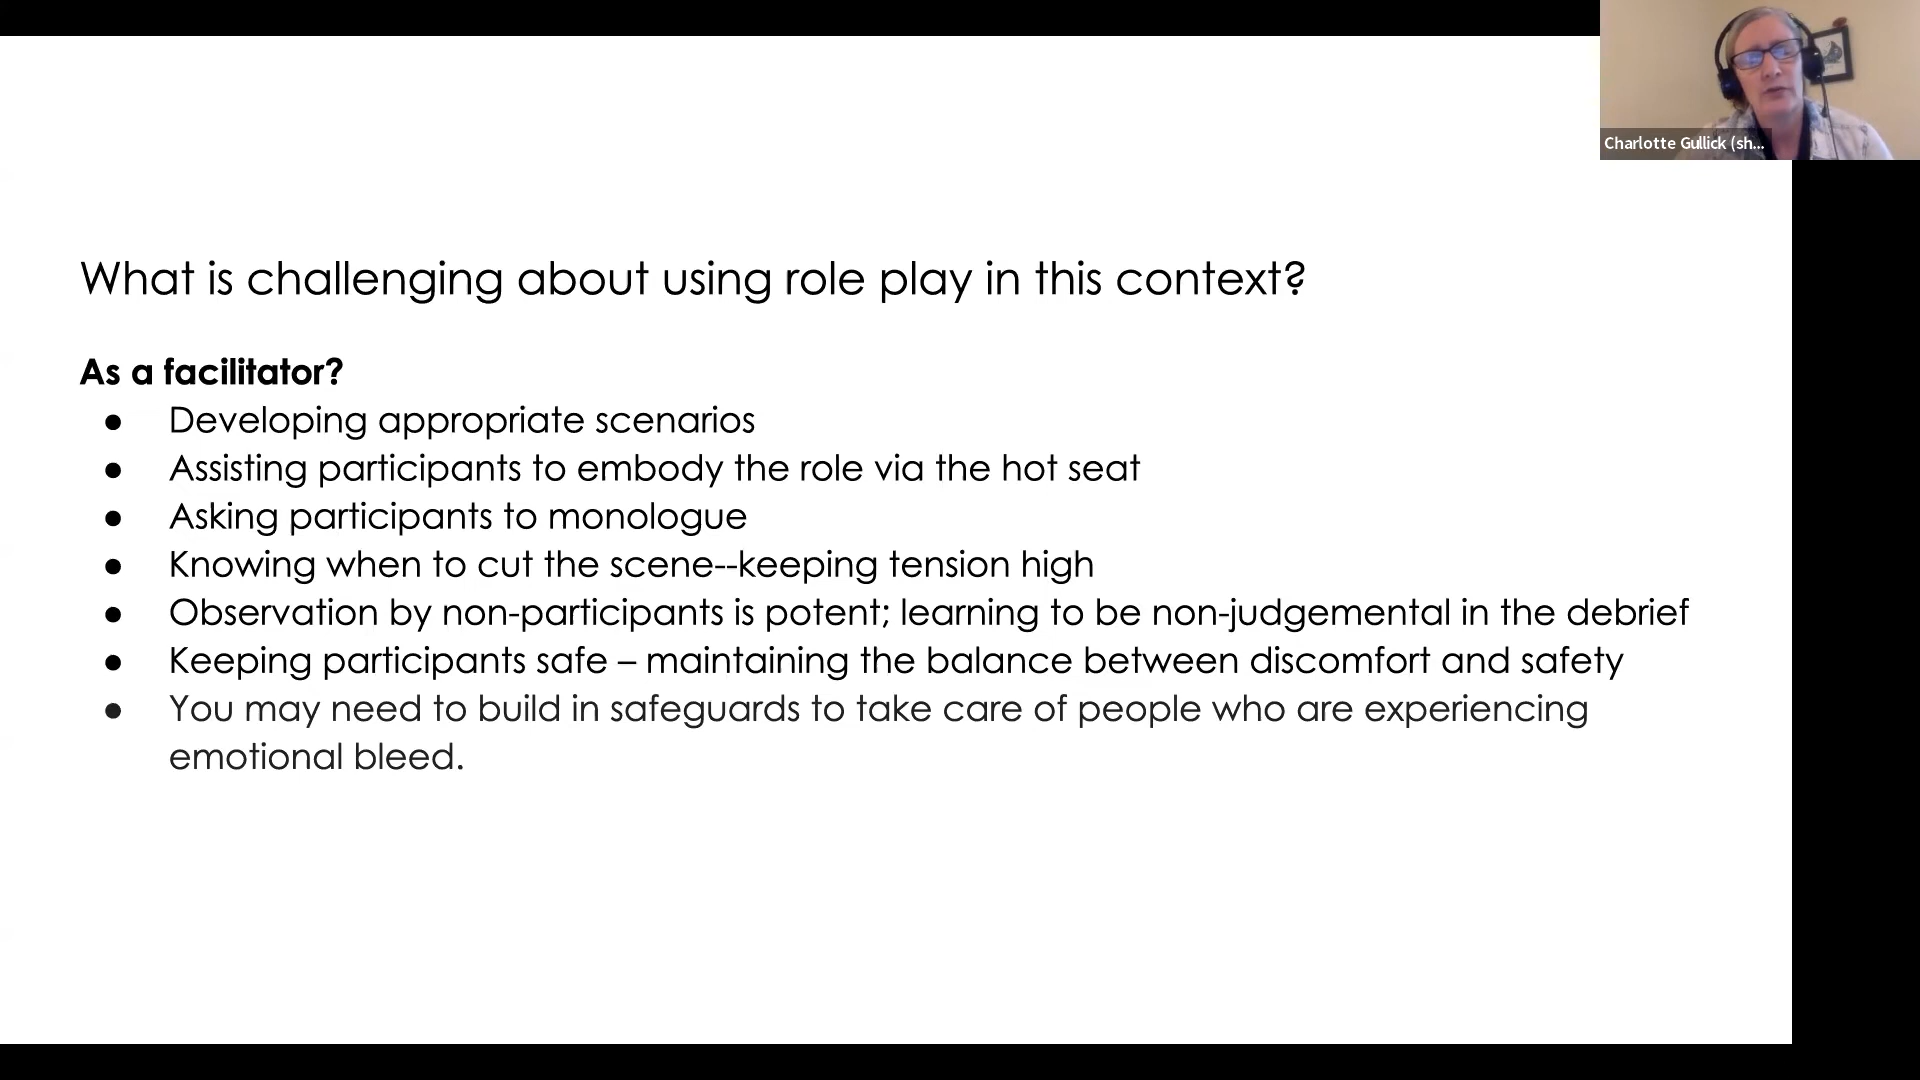 Charlotte Gullick (sh...
What is challenging about using role play in this context?
As a facilitator?
● Developing appropriate scenarios
● Assisting participants to embody the role via the hot seat
● Asking participants to monologue
● Knowing when to cut the scene--keeping tension high
● Observation by non-participants is potent; learning to be non-judgemental in the debrief
● Keeping participants safe – maintaining the balance between discomfort and safety
● You may need to build in safeguards to take care of people who are experiencing
emotional bleed.